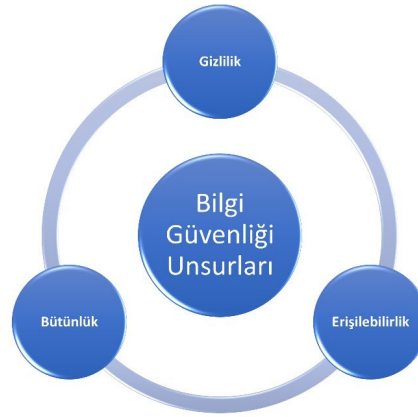 Gizlilik
Bilgi
Güvenliği
Unsurları
Bütünlük
Erişilebilirlik